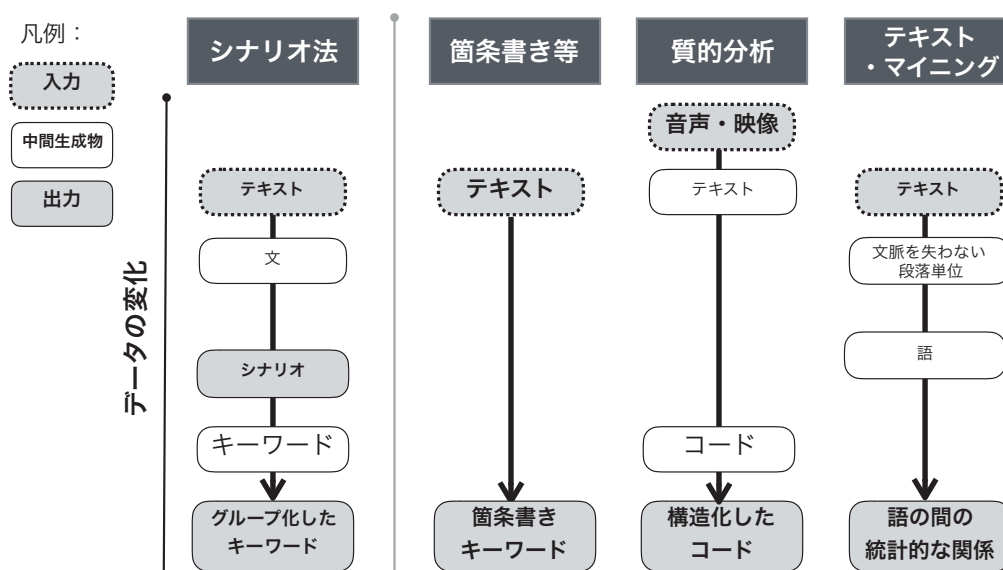 凡例：
入力
中間生成物
出力
データの変化
シナリオ法
テキスト
文
シナリオ
キーワード
グループ化した
キーワード
箇条書き等
テキスト
箇条書き
キーワード
質的分析
音声・映像
テキスト
コード
構造化した
コード
テキスト
・マイニング
テキスト
文脈を失わない
段落単位
語
語の間の
統計的な関係